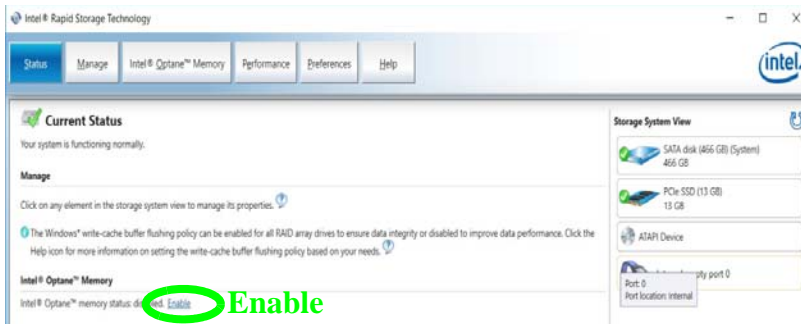 Intel® Rapid Storage Technology
Status
Manage
Intel® Optane™ Memory
Performance
Preferences
Help
intel.
Current Status
Your system is functioning normally.
Manage
Click on any element in the storage system view to manage its properties.
The Windows* write-cache buffer flushing policy can be enabled for all RAID array drives to ensure data integrity or disabled to improve data performance. Click the
Help icon for more information on setting the write-cache buffer flushing policy based on your needs.
Intel® Optane™ Memory
Intel® Optane™ memory status: Enable
Enable
Storage System View
SATA disk (466 GB) (System)
466 GB
PCIe SSD (13 GB)
13 GB
ATAPI Device
port 0
Port: 0
Port location: Internal